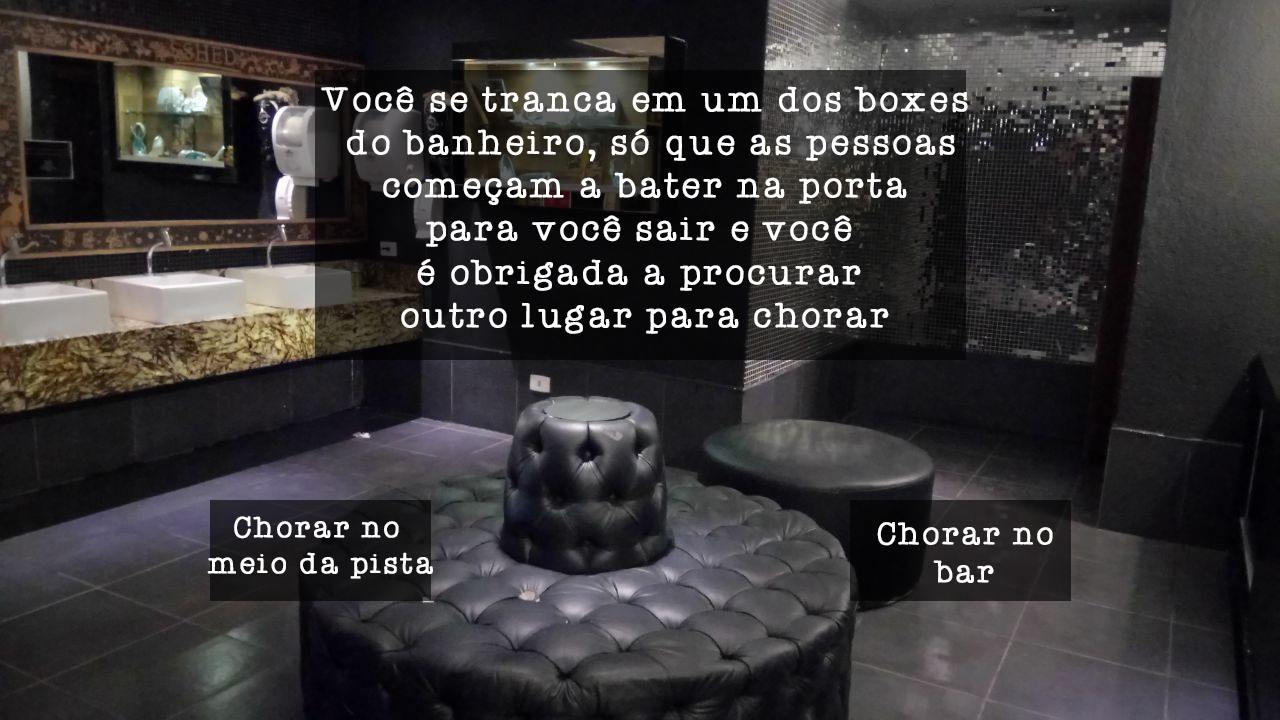 SHED
Você se tranca em um dos boxes
do banheiro, só que as pessoas
começam a bater na porta
para você sair e você
é obrigada a procurar
outro lugar para chorar
Chorar no
meio da pista
Chorar no
bar